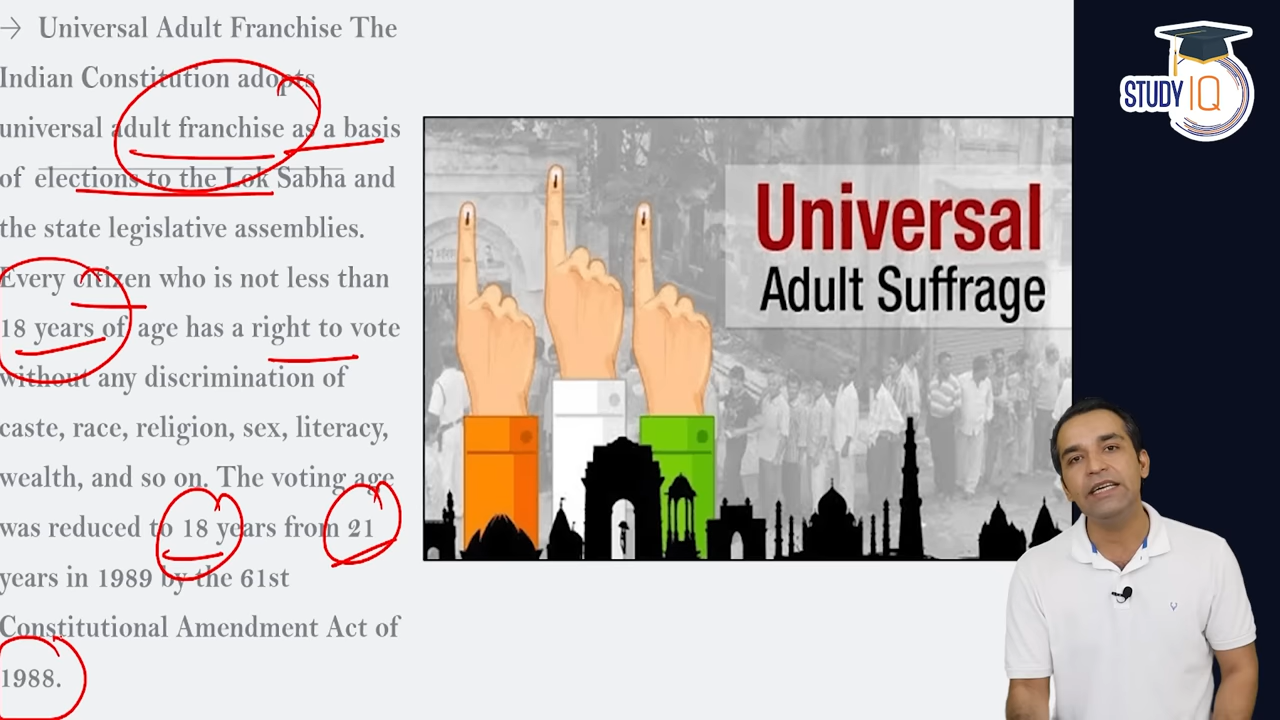 → Universal Adult Franchise The
Indian Constitution adopts
universal adult franchise as a basis
of elections to the Lok Sabha and
the state legislative assemblies.
Every citizen who is not less than
18 years of age has a right to vote
without any discrimination of
caste, race, religion, sex, literacy,
wealth, and so on. The voting age
was reduced to 18 years from 21
years in 1989 by the 61st
Constitutional Amendment Act of
1988.
Universal
Adult Suffrage
STUDY IQ